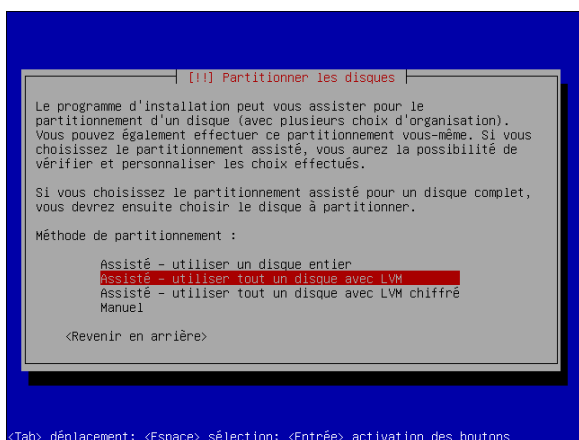 [!!] Partitionner les disques
Le programme d'installation peut vous assister pour le
partitionnement d'un disque (avec plusieurs choix d'organisation).
Vous pouvez également effectuer ce partitionnement vous-même. Si vous
choisissez le partitionnement assisté, vous aurez la possibilité de
vérifier et personnaliser les choix effectués.
Si vous choisissez le partitionnement assisté pour un disque complet,
vous devrez ensuite choisir le disque à partitionner.
Méthode de partitionnement :
Assisté - utiliser un disque entier
Assisté - utiliser tout un disque avec LVM
Assisté - utiliser tout un disque avec LVM chiffré
Manuel
<Revenir en arrière>
<Tab> déplacement; <Espace> sélection; <Entrée> activation des boutons